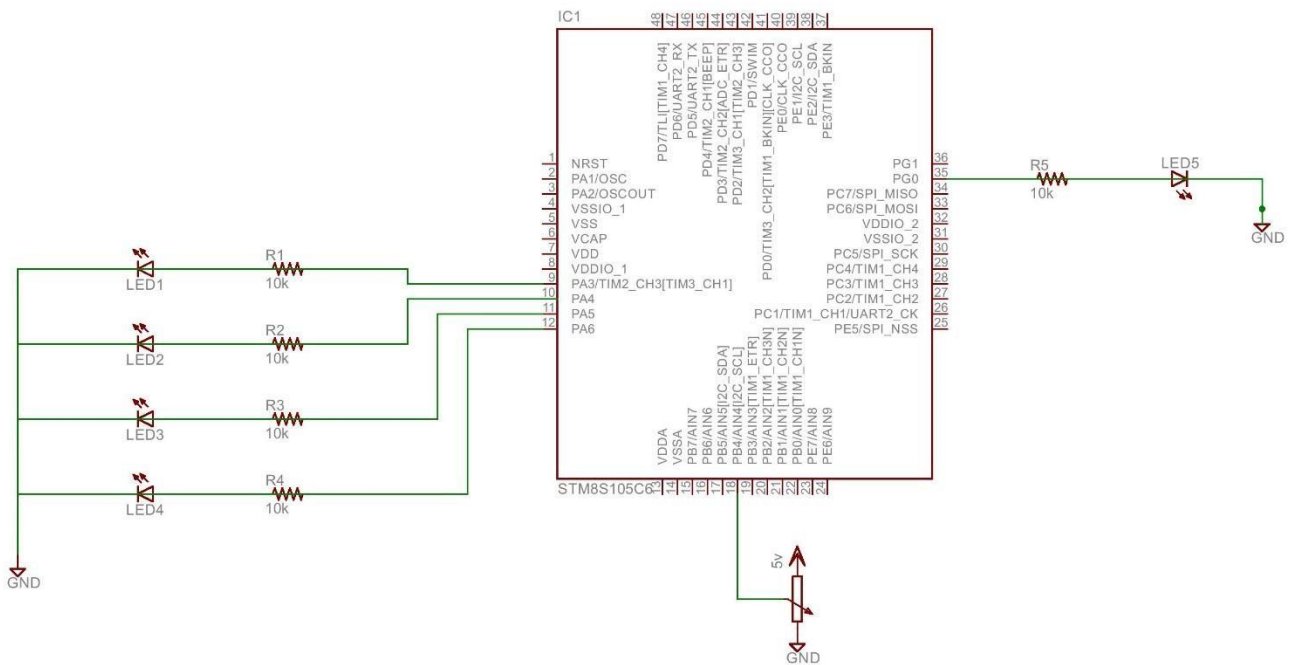 IC1
48
47
46
45
44
43
42
41
40
39
38
37
PD7/TLI[TIM1_CH4]
PD6/UART2_RX
PD5/UART2_TX
PD4/TIM2_CH1[BEEP]
PD3/TIM2_CH2[ADC_ETR]
PD2/TIM3_CH1[TIM2_CH3]
PD1/SWIM
PD0/TIM3_CH2[TIM1_BKIN][CLK_CCO]
PE0/CLK_CCO
PE1/I2C_SCL
PE2/I2C_SDA
PE3/TIM1_BKIN
1 NRST
2 PA1/OSC
3 PA2/OSCOUT
4 VSSIO_1
5 VSS
6 VCAP
7 VDD
8 VDDIO_1
9 PA3/TIM2_CH3[TIM3_CH1]
10 PA4
11 PA5
12 PA6
PG1 36
PG0 35
PC7/SPI_MISO 34
PC6/SPI_MOSI 33
VDDIO_2 32
VSSIO_2 31
PC5/SPI_SCK 30
PC4/TIM1_CH4 29
PC3/TIM1_CH3 28
PC2/TIM1_CH2 27
PC1/TIM1_CH1/UART2_CK 26
PE5/SPI_NSS 25
R5
10k
LED5
GND
R1
10k
LED1
R2
10k
LED2
R3
10k
LED3
R4
10k
LED4
GND
VDDA
VSSA
PB7/AIN7
PB6/AIN6
PB5/AIN5[I2C_SDA]
PB4/AIN4[I2C_SCL]
PB3/AIN3[TIM1_ETR]
PB2/AIN2[TIM1_CH3N]
PB1/AIN1[TIM1_CH2N]
PB0/AIN0[TIM1_CH1N]
PE7/AIN8
PE6/AIN9
STM8S105C6
13
14
15
16
17
18
19
20
21
22
23
24
5v
GND